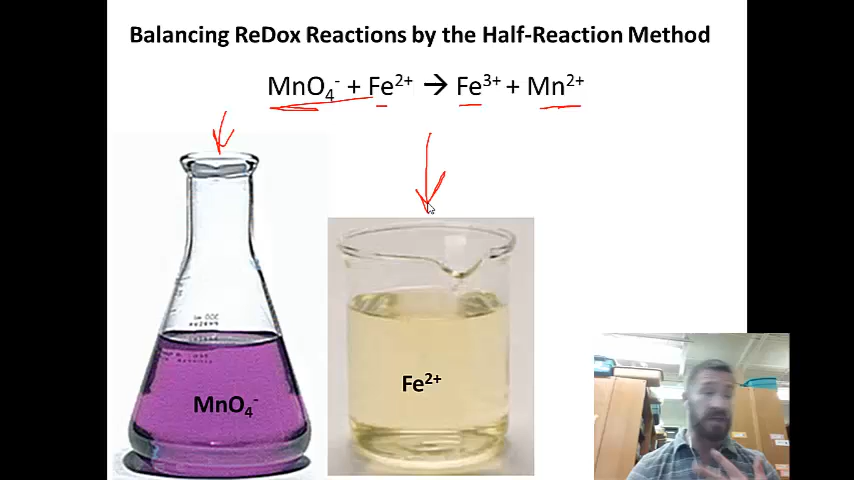 Balancing ReDox Reactions by the Half-Reaction Method
MnO₄⁻ + Fe²⁺ → Fe³⁺ + Mn²⁺
MnO₄⁻
Fe²⁺